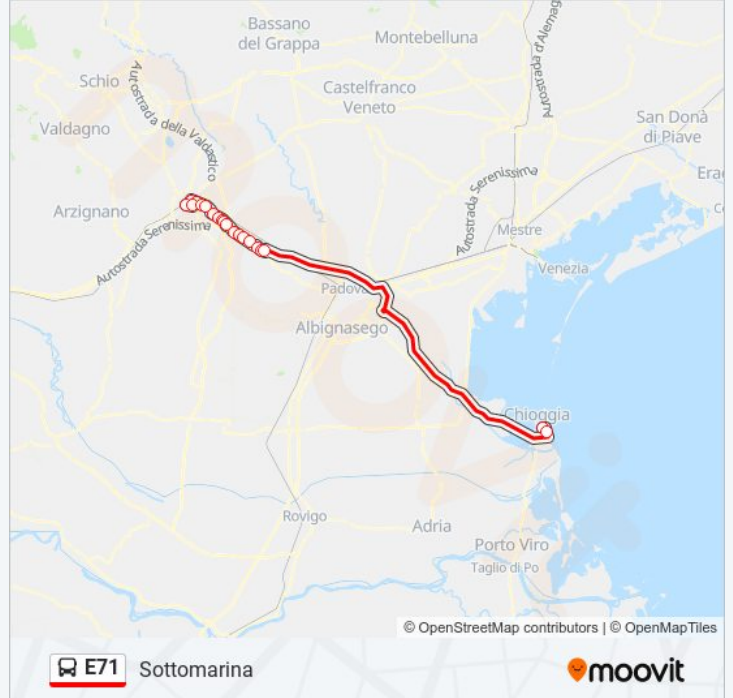 Bassano
del Grappa
Montebelluna
Autostrada d'Alemag
Schio
Autostrada della Valdastico
Castelfranco
Veneto
San Donà
di Piave
Valdagno
Autostrada Serenissima
Erac
Arzignano
Autostrada Serenissima
Mestre
Venezia
Padova
Albignasego
Chioggia
Rovigo
Adria
Porto Viro
Taglio di Po
© OpenStreetMap contributors | © OpenMapTiles
E71 Sottomarina
moovit